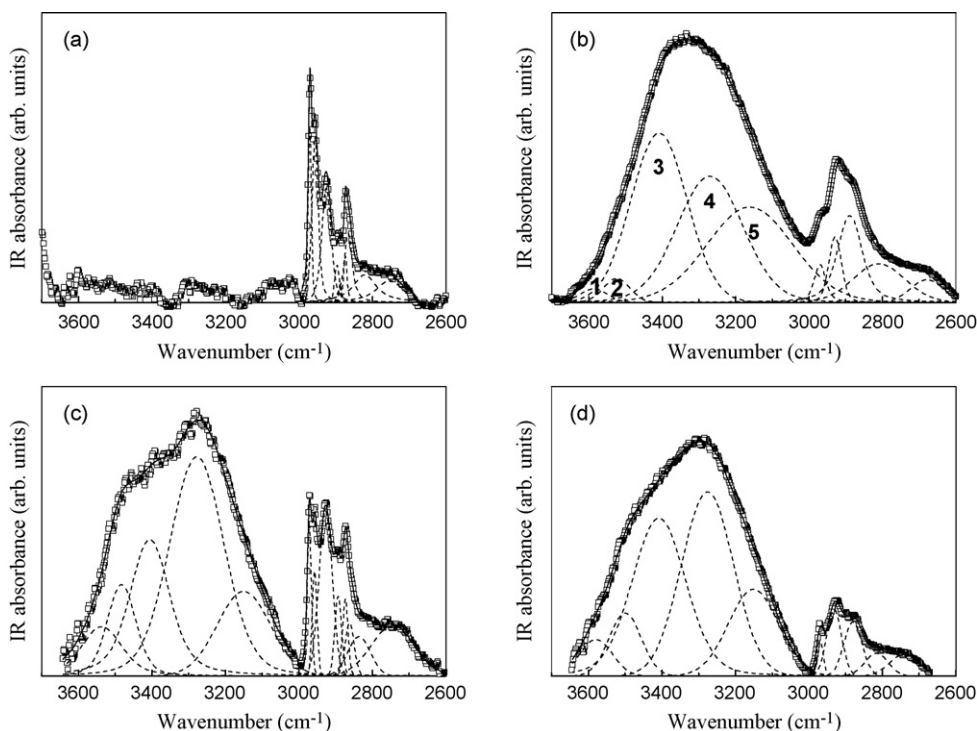 (a)
IR absorbance (arb. units)
3600 3400 3200 3000 2800 2600
Wavenumber (cm-1)
(b)
IR absorbance (arb. units)
1 2 3 4 5
3600 3400 3200 3000 2800 2600
Wavenumber (cm-1)
(c)
IR absorbance (arb. units)
3600 3400 3200 3000 2800 2600
Wavenumber (cm-1)
(d)
IR absorbance (arb. units)
3600 3400 3200 3000 2800 2600
Wavenumber (cm-1)